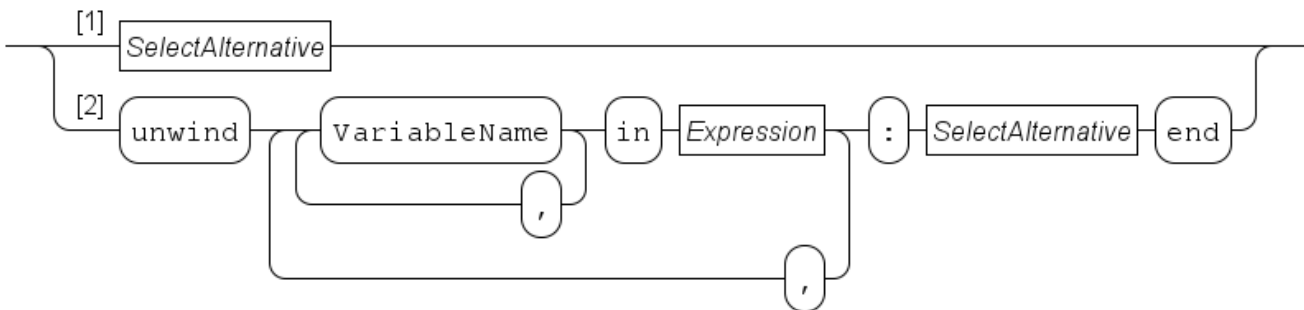 [1] SelectAlternative
[2] unwind VariableName in Expression : SelectAlternative end
,
,